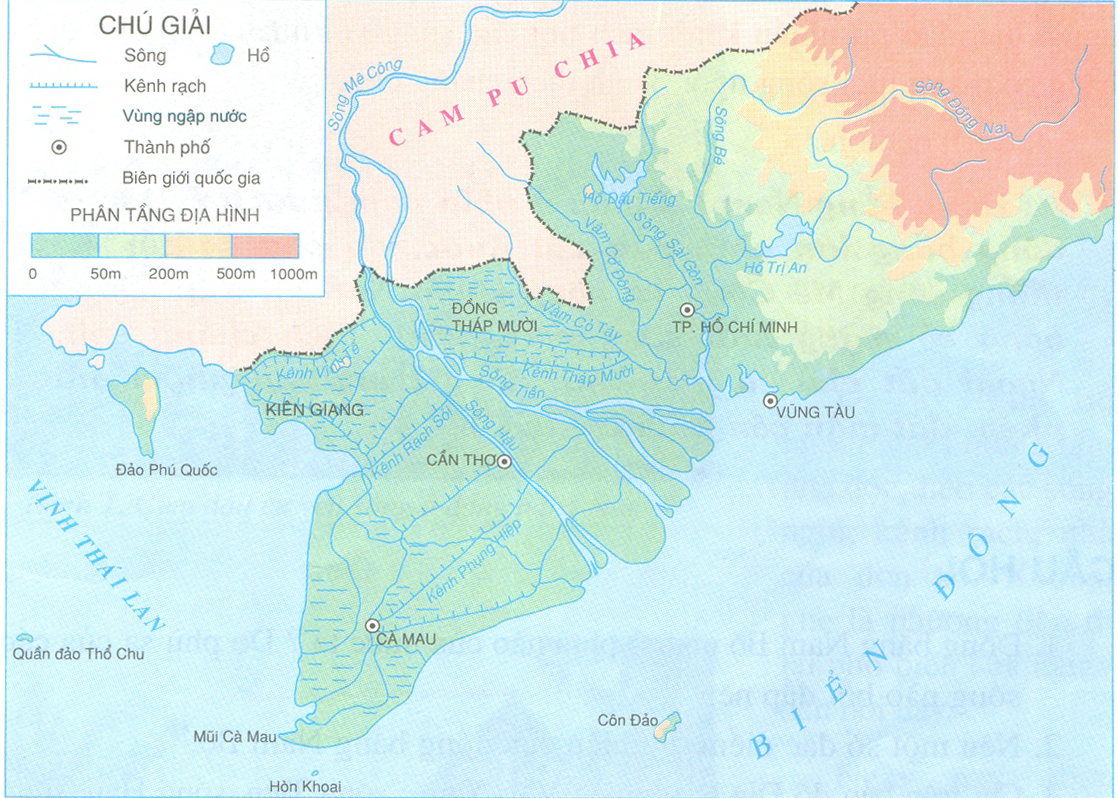 CHÚ GIẢI
Sông
Hồ
Kênh rạch
Vùng ngập nước
Thành phố
Biên giới quốc gia
PHÂN TẦNG ĐỊA HÌNH
0 50m 200m 500m 1000m
Sông Mê Công
CAM PU CHIA
Sông Đồng Nai
Sông Bé
Hồ Dầu Tiếng
Sông Sài Gòn
Vàm Cỏ Đông
Hồ Trị An
ĐỒNG
THÁP MƯỜI
Vàm Cỏ Tây
TP. HỒ CHÍ MINH
Kênh Vĩnh Tế
Kênh Tháp Mười
Sông Tiền
VŨNG TÀU
KIÊN GIANG
Kênh Rạch Sỏi
Sông Hậu
CẦN THƠ
Đảo Phú Quốc
VỊNH THÁI LAN
Kênh Phụng Hiệp
BIỂN ĐÔNG
CÀ MAU
Quần đảo Thổ Chu
Côn Đảo
Mũi Cà Mau
Hòn Khoai